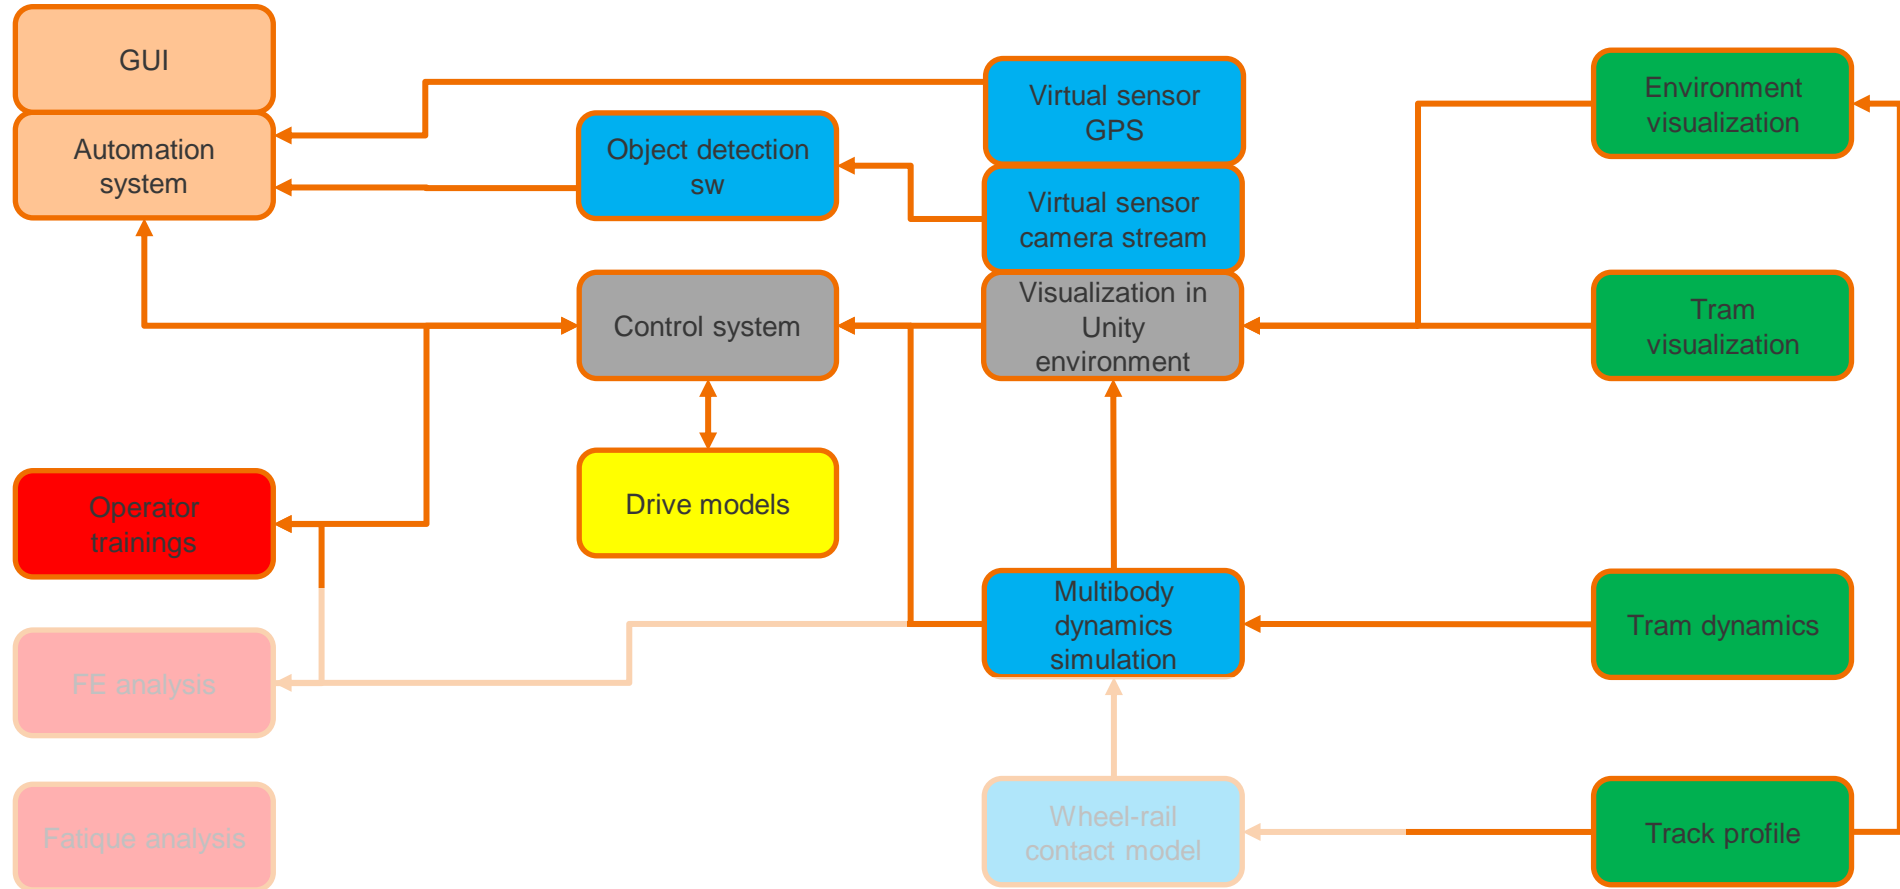 GUI
Automation
system
Object detection
sw
Virtual sensor
GPS
Virtual sensor
camera stream
Visualization in
Unity
environment
Environment
visualization
Control system
Tram
visualization
Operator
trainings
Drive models
Multibody
dynamics
simulation
Tram dynamics
FE analysis
Fatique analysis
Wheel-rail
contact model
Track profile